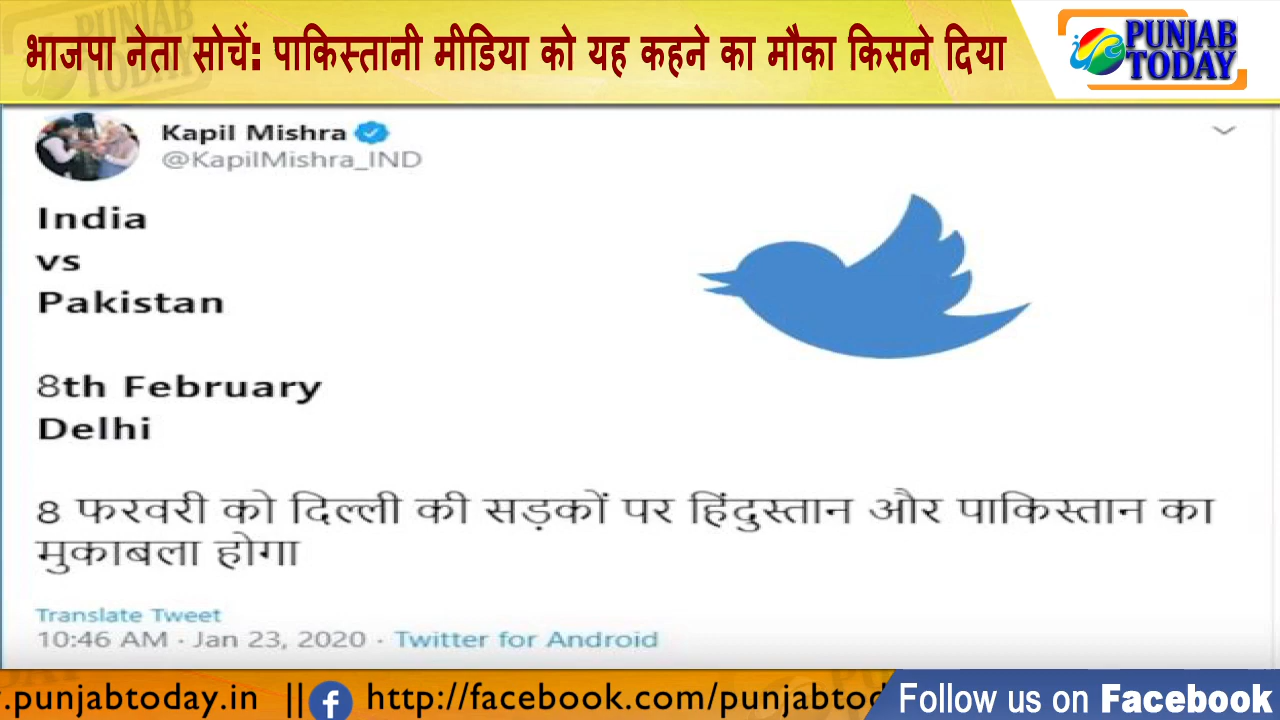 भाजपा नेता सोचें: पाकिस्तानी मीडिया को यह कहने का मौका किसने दिया
PUNJAB
TODAY
Kapil Mishra
@KapilMishra_IND
India
vs
Pakistan
8th February
Delhi
8 फरवरी को दिल्ली की सड़कों पर हिंदुस्तान और पाकिस्तान का
मुकाबला होगा
Translate Tweet
10:46 AM · Jan 23, 2020 · Twitter for Android
.punjabtoday.in || f http://facebook.com/punjabtod
Follow us on Facebook